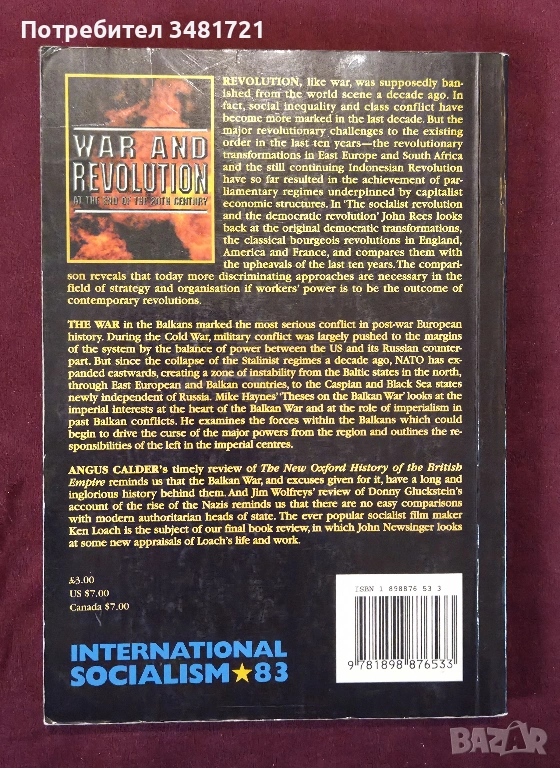 Потребител 3481721
WAR AND
REVOLUTION
AT THE END OF THE 20TH CENTURY
REVOLUTION, like war, was supposedly ban-
ished from the world scene a decade ago. In
fact, social inequality and class conflict have
become more marked in the last decade. But the
major revolutionary challenges to the existing
order in the last ten years—the revolutionary
transformations in East Europe and South Africa
and the still continuing Indonesian Revolution
have so far resulted in the achievement of par-
liamentary regimes underpinned by capitalist
economic structures. In 'The socialist revolution
and the democratic revolution' John Rees looks
back at the original democratic transformations,
the classical bourgeois revolutions in England,
America and France, and compares them with
the upheavals of the last ten years. The compari-
son reveals that today more discriminating approaches are necessary in the
field of strategy and organisation if workers' power is to be the outcome of
contemporary revolutions.
THE WAR in the Balkans marked the most serious conflict in post-war European
history. During the Cold War, military conflict was largely pushed to the margins
of the system by the balance of power between the US and its Russian counter-
part. But since the collapse of the Stalinist regimes a decade ago, NATO has ex-
panded eastwards, creating a zone of instability from the Baltic states in the north,
through East European and Balkan countries, to the Caspian and Black Sea states
newly independent of Russia. Mike Haynes' 'Theses on the Balkan War' looks at the
imperial interests at the heart of the Balkan War and at the role of imperialism in
past Balkan conflicts. He examines the forces within the Balkans which could
begin to drive the curse of the major powers from the region and outlines the re-
sponsibilities of the left in the imperial centres.
ANGUS CALDER's timely review of The New Oxford History of the British
Empire reminds us that the Balkan War, and excuses given for it, have a long and
inglorious history behind them. And Jim Wolfreys' review of Donny Gluckstein's
account of the rise of the Nazis reminds us that there are no easy comparisons
with modern authoritarian heads of state. The ever popular socialist film maker
Ken Loach is the subject of our final book review, in which John Newsinger looks
at some new appraisals of Loach's life and work.
£3.00
US $7.00
Canada $7.00
ISBN 1 898876 53 3
9 781898 876533
INTERNATIONAL
SOCIALISM★83
BAZAR